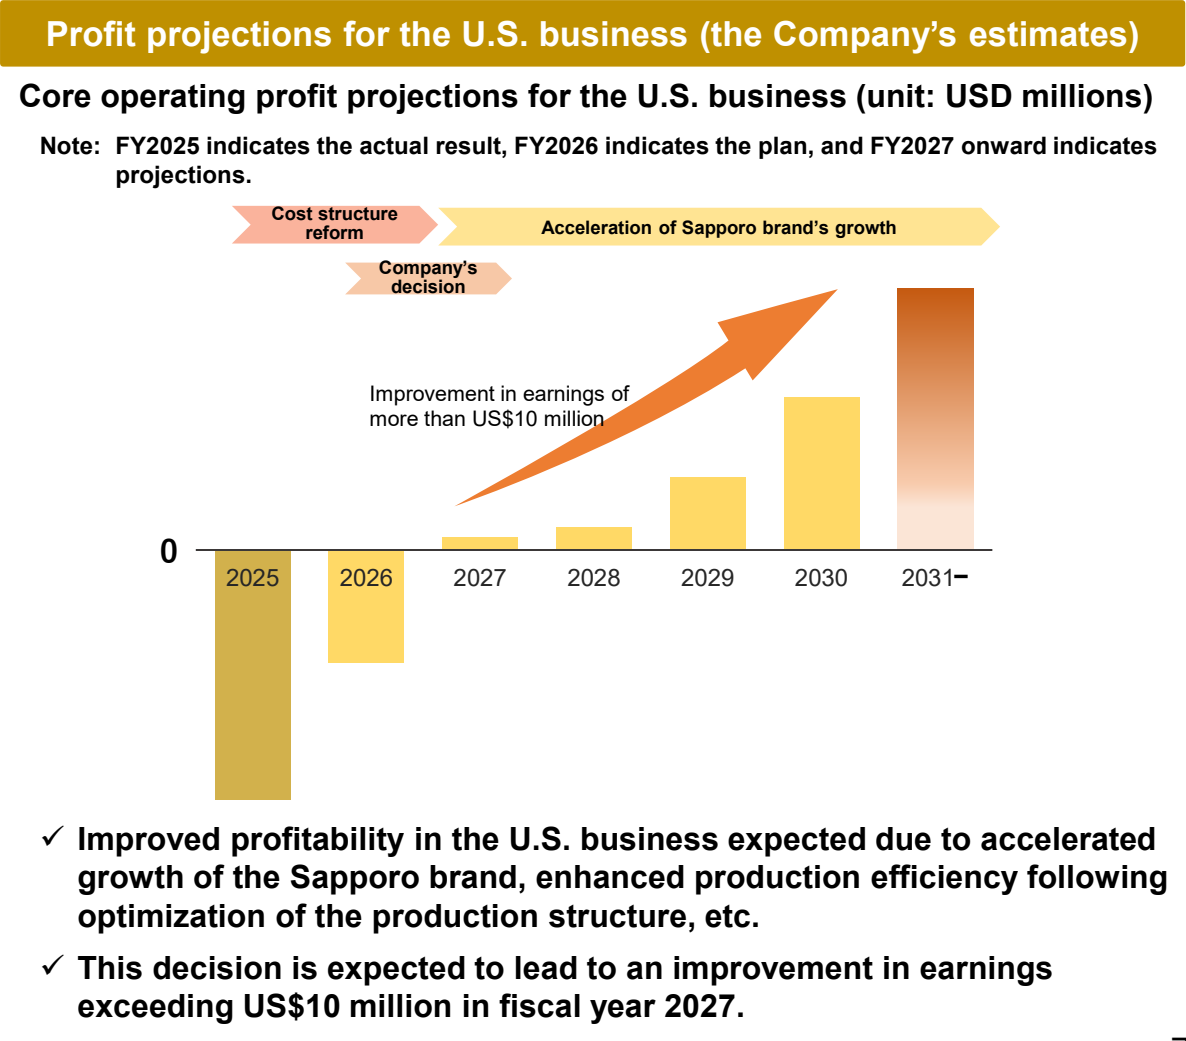 Profit projections for the U.S. business (the Company’s estimates)
Core operating profit projections for the U.S. business (unit: USD millions)
Note: FY2025 indicates the actual result, FY2026 indicates the plan, and FY2027 onward indicates
projections.
Cost structure
reform
Acceleration of Sapporo brand’s growth
Company’s
decision
Improvement in earnings of
more than US$10 million
0
2025 2026 2027 2028 2029 2030 2031–
✓ Improved profitability in the U.S. business expected due to accelerated
growth of the Sapporo brand, enhanced production efficiency following
optimization of the production structure, etc.
✓ This decision is expected to lead to an improvement in earnings
exceeding US$10 million in fiscal year 2027.